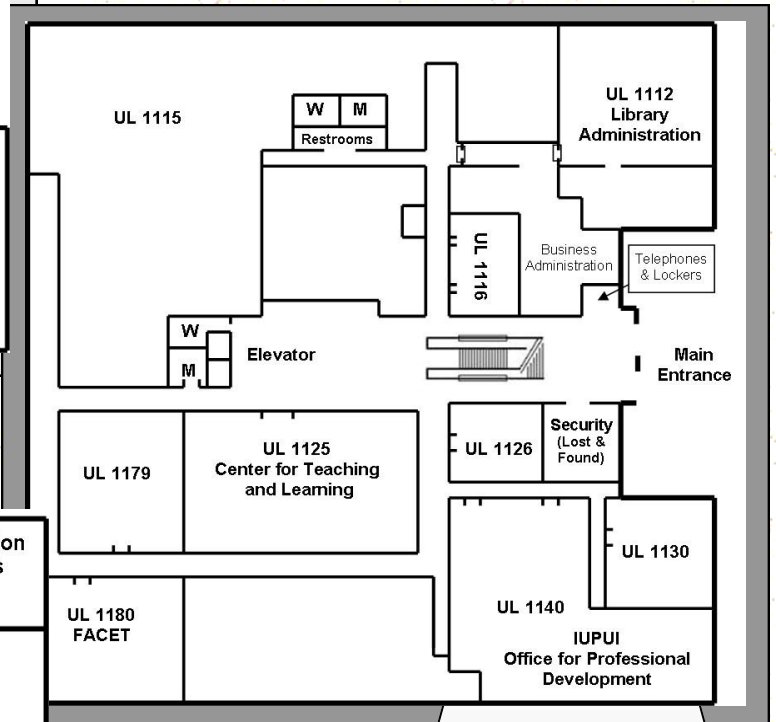 UL 1115
W M
Restrooms
UL 1112
Library
Administration
UL 1116
Business
Administration
Telephones
& Lockers
W
M
Elevator
Main
Entrance
UL 1179
UL 1125
Center for Teaching
and Learning
UL 1126
Security
(Lost &
Found)
on
s
UL 1130
UL 1180
FACET
UL 1140
IUPUI
Office for Professional
Development